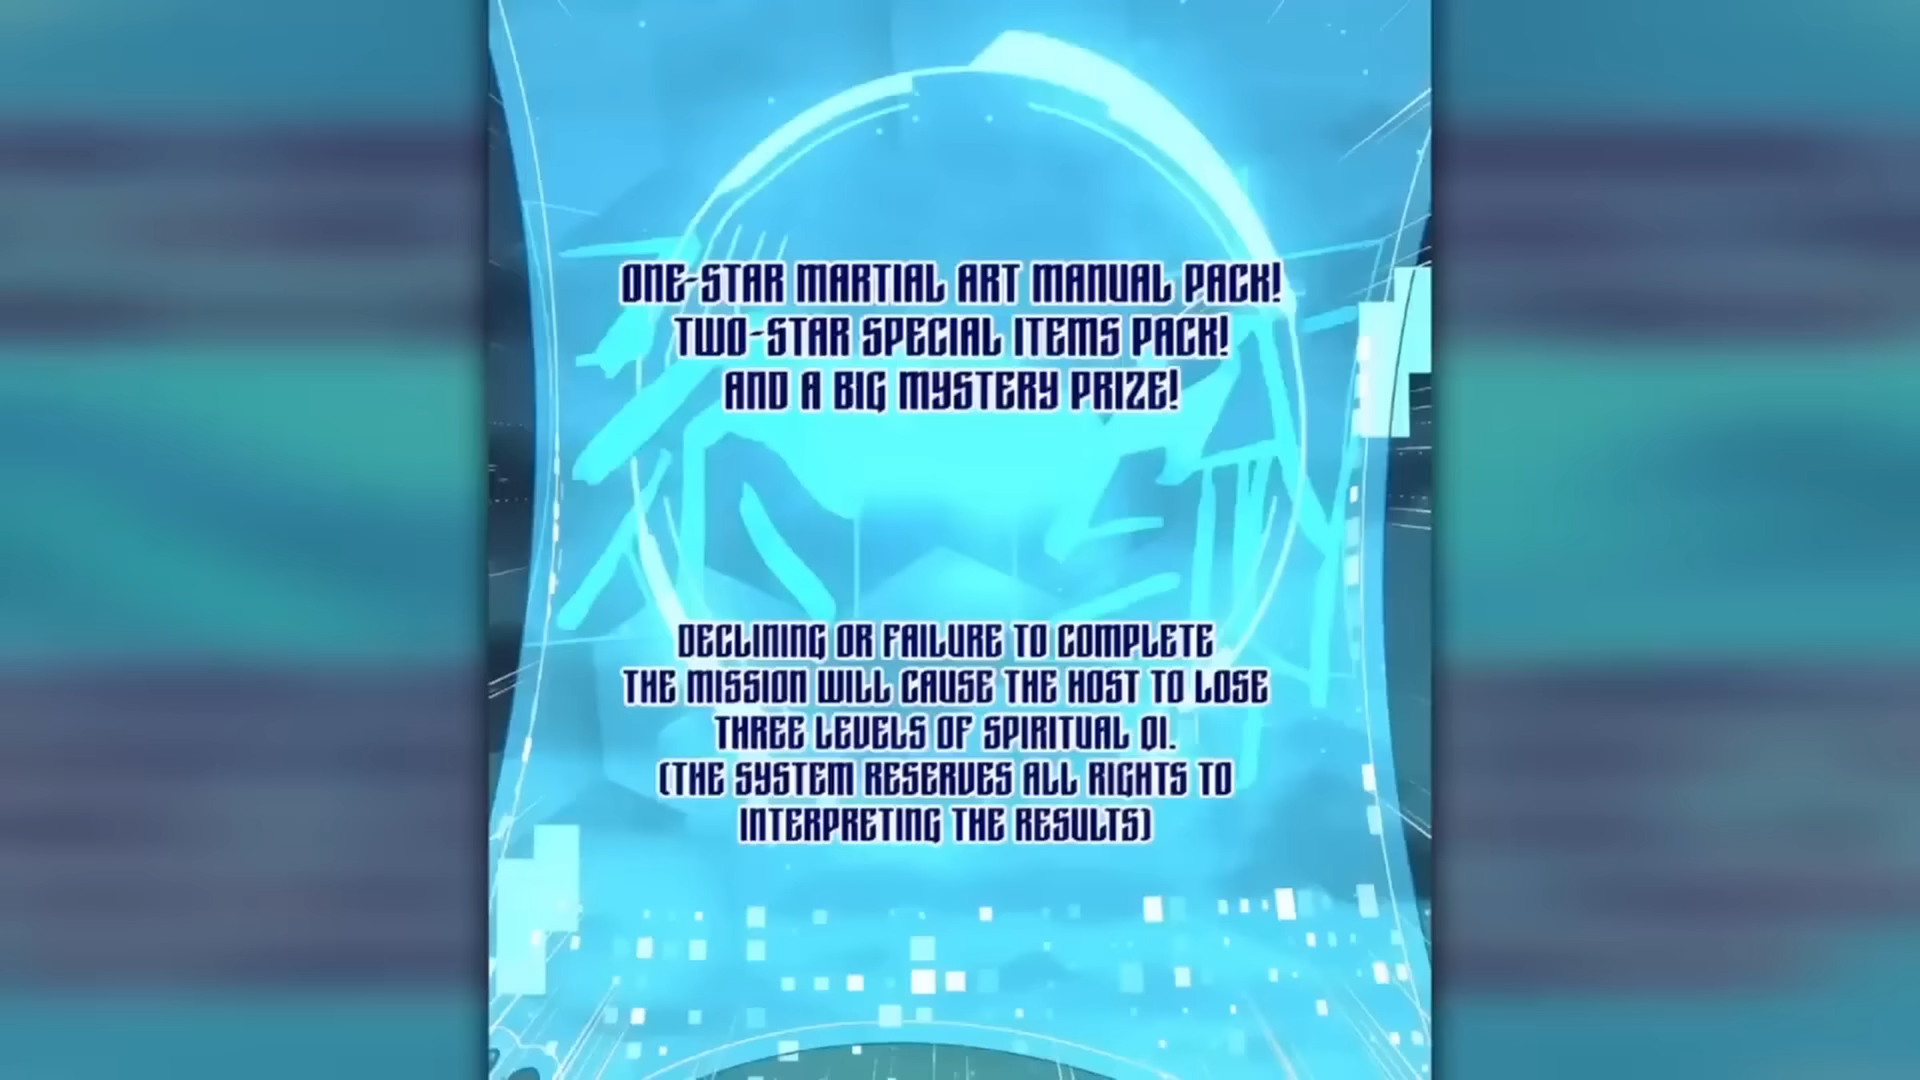 ONE-STAR MARTIAL ART MANUAL PACK!
TWO-STAR SPECIAL ITEMS PACK!
AND A BIG MYSTERY PRIZE!
DECLINING OR FAILURE TO COMPLETE
THE MISSION WILL CAUSE THE HOST TO LOSE
THREE LEVELS OF SPIRITUAL QI.
(THE SYSTEM RESERVES ALL RIGHTS TO
INTERPRETING THE RESULTS)